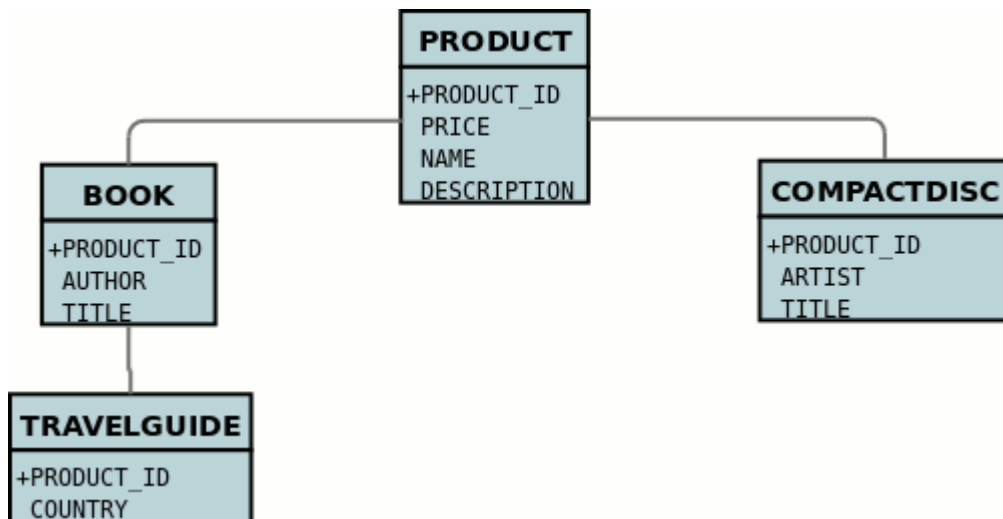 PRODUCT
+PRODUCT_ID
PRICE
NAME
DESCRIPTION
BOOK
+PRODUCT_ID
AUTHOR
TITLE
COMPACTDISC
+PRODUCT_ID
ARTIST
TITLE
TRAVELGUIDE
+PRODUCT_ID
COUNTRY